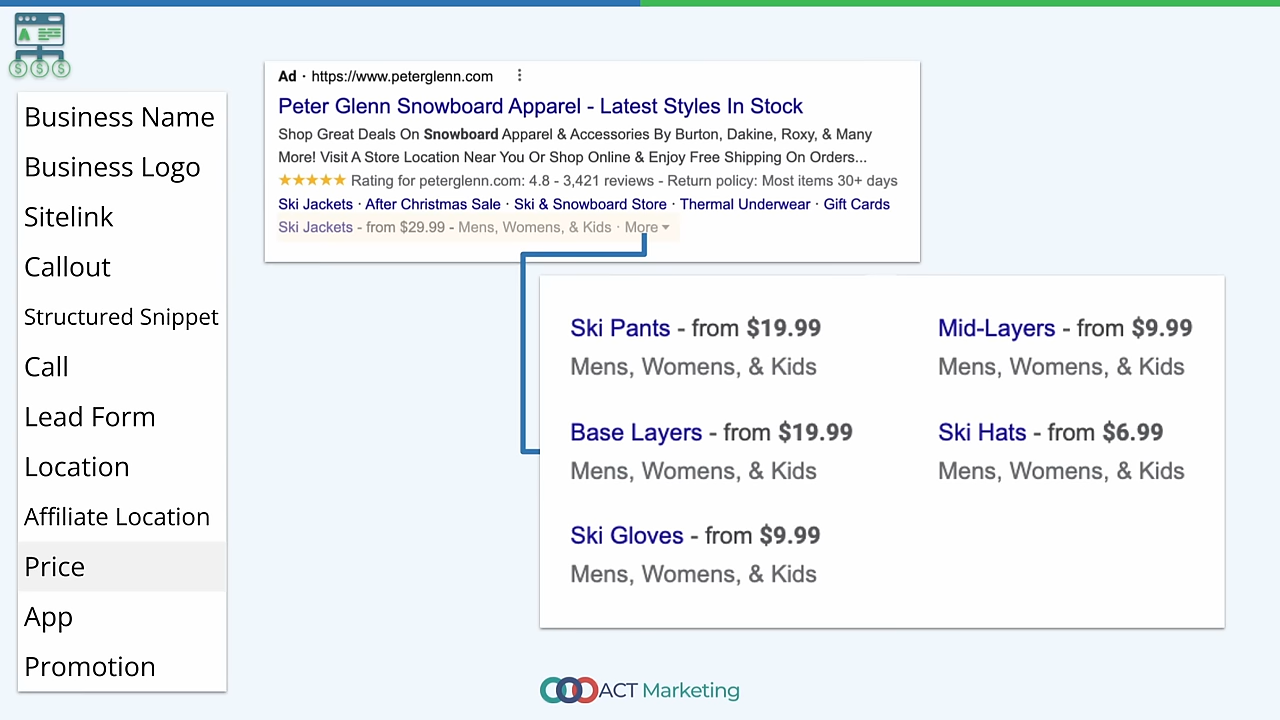 Business Name
Business Logo
Sitelink
Callout
Structured Snippet
Call
Lead Form
Location
Affiliate Location
Price
App
Promotion
Ad · https://www.peterglenn.com
Peter Glenn Snowboard Apparel - Latest Styles In Stock
Shop Great Deals On Snowboard Apparel & Accessories By Burton, Dakine, Roxy, & Many
More! Visit A Store Location Near You Or Shop Online & Enjoy Free Shipping On Orders...
★★★★★ Rating for peterglenn.com: 4.8 - 3,421 reviews - Return policy: Most items 30+ days
Ski Jackets · After Christmas Sale · Ski & Snowboard Store · Thermal Underwear · Gift Cards
Ski Jackets - from $29.99 - Mens, Womens, & Kids · More
Ski Pants - from $19.99
Mens, Womens, & Kids
Base Layers - from $19.99
Mens, Womens, & Kids
Ski Gloves - from $9.99
Mens, Womens, & Kids
Mid-Layers - from $9.99
Mens, Womens, & Kids
Ski Hats - from $6.99
Mens, Womens, & Kids
ACT Marketing